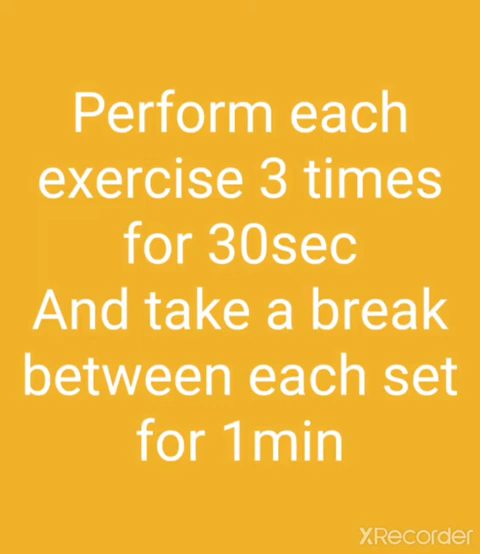 Perform each
exercise 3 times
for 30sec
And take a break
between each set
for 1min
XRecorder